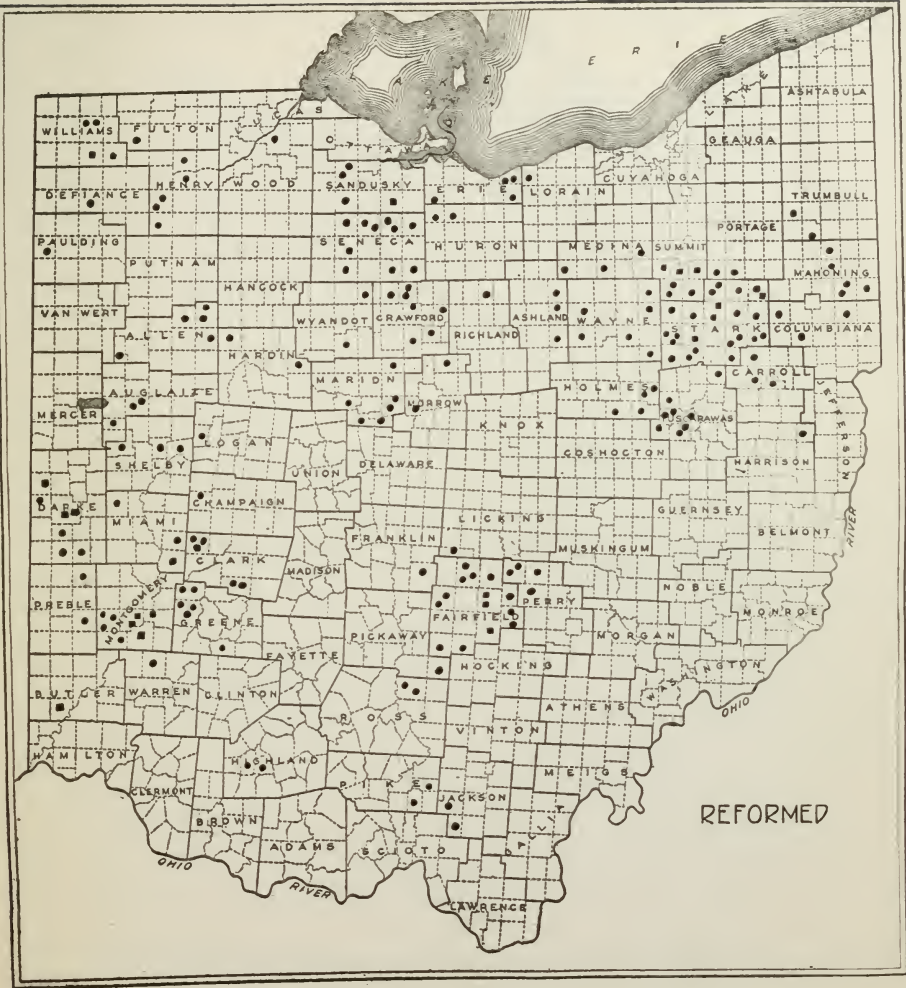 ERIE
LAKE
LAKE
ASHTABULA
GEAUGA
WILLIAMS
FULTON
LUCAS
OTTAWA
CUYAHOGA
DEFIANCE
HENRY
WOOD
SANDUSKY
ERIE
LORAIN
TRUMBULL
PORTAGE
PAULDING
SENECA
HURON
MEDINA
SUMMIT
MAHONING
PUTNAM
HANCOCK
VAN WERT
ALLEN
WYANDOT
CRAWFORD
RICHLAND
ASHLAND
WAYNE
STARK
COLUMBIANA
HARDIN
MARION
CARROLL
AUGLAIZE
MORROW
HOLMES
JEFFERSON
MERCER
LOGAN
KNOX
TUSCARAWAS
SHELBY
UNION
DELAWARE
COSHOCTON
HARRISON
DARKE
CHAMPAIGN
MIAMI
LICKING
GUERNSEY
BELMONT
RIVER
FRANKLIN
MUSKINGUM
CLARK
MADISON
NOBLE
PREBLE
MONTGOMERY
GREENE
FAIRFIELD
PERRY
MONROE
FAYETTE
PICKAWAY
MORGAN
HOCKING
WASHINGTON
BUTLER
WARREN
CLINTON
ATHENS
OHIO
ROSS
VINTON
HAMILTON
HIGHLAND
MEIGS
CLERMONT
PIKE
JACKSON
REFORMED
BROWN
GALLIA
ADAMS
SCIOTO
OHIO
RIVER
LAWRENCE